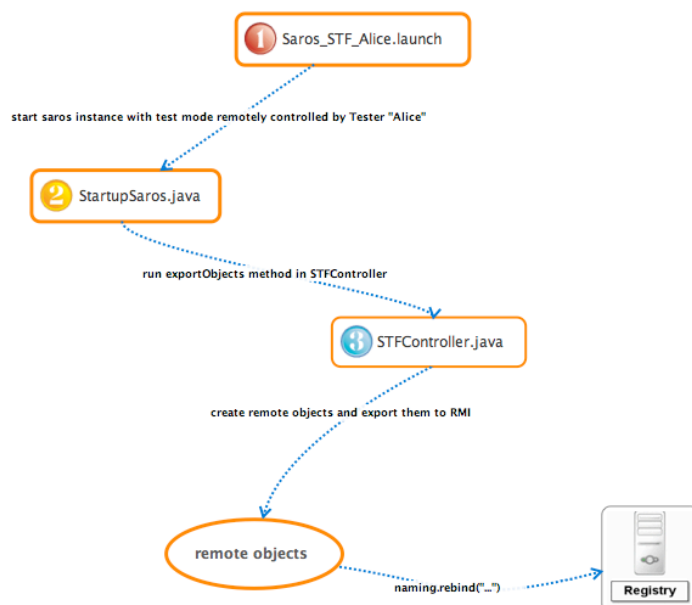 1 Saros_STF_Alice.launch
start saros instance with test mode remotely controlled by Tester "Alice"
2 StartupSaros.java
run exportObjects method in STFController
3 STFController.java
create remote objects and export them to RMI
remote objects
naming.rebind("...")
Registry